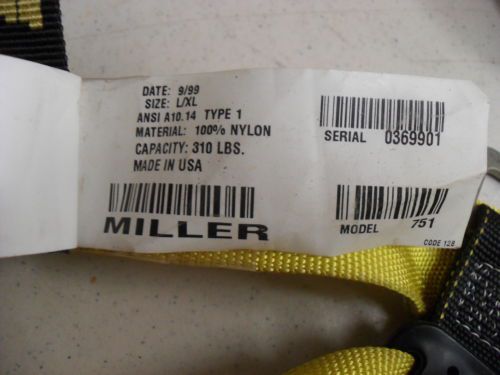 DATE: 9/99
SIZE: L/XL
ANSI A10.14 TYPE 1
MATERIAL: 100% NYLON
CAPACITY: 310 LBS.
MADE IN USA
MILLER
SERIAL 0369901
MODEL 751
CODE 128